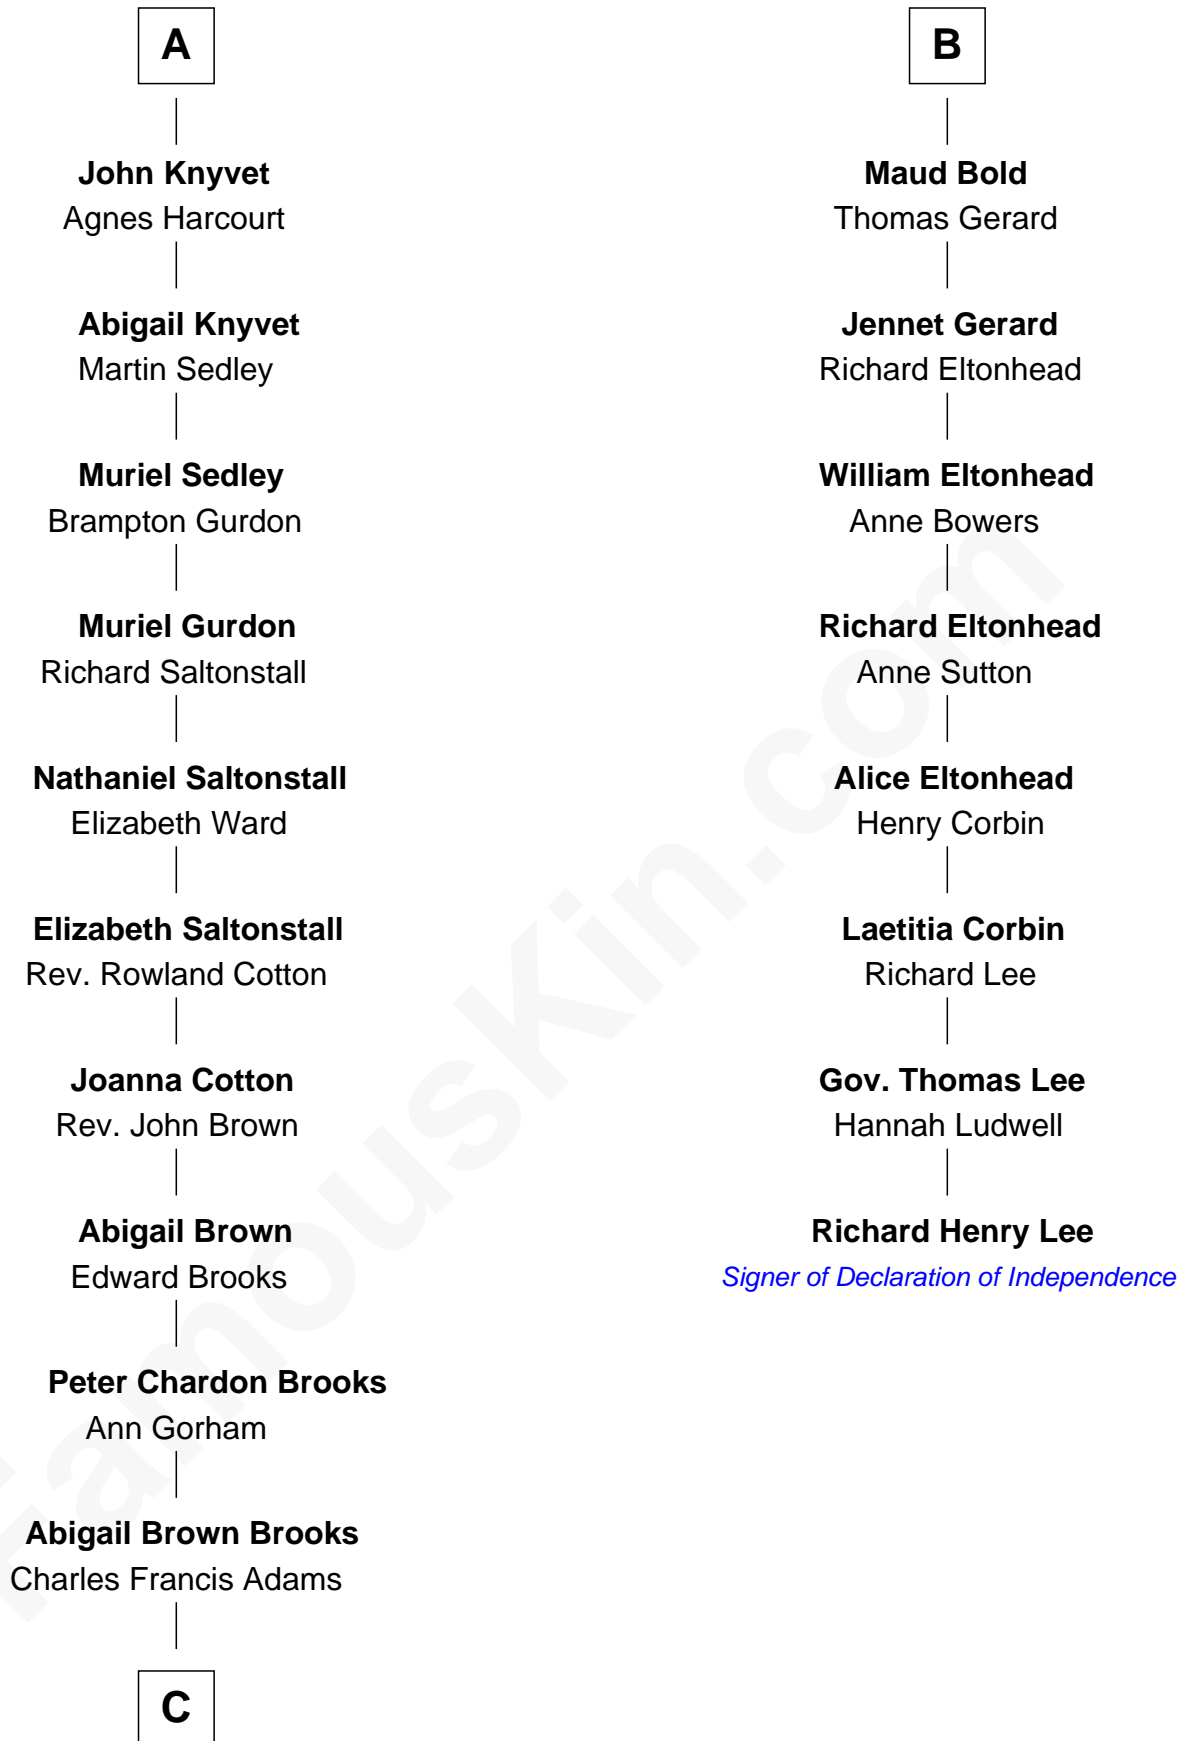 A
John Knyvet
Agnes Harcourt
Abigail Knyvet
Martin Sedley
Muriel Sedley
Brampton Gurdon
Muriel Gurdon
Richard Saltonstall
Nathaniel Saltonstall
Elizabeth Ward
Elizabeth Saltonstall
Rev. Rowland Cotton
Joanna Cotton
Rev. John Brown
Abigail Brown
Edward Brooks
Peter Chardon Brooks
Ann Gorham
Abigail Brown Brooks
Charles Francis Adams
C
B
Maud Bold
Thomas Gerard
Jennet Gerard
Richard Eltonhead
William Eltonhead
Anne Bowers
Richard Eltonhead
Anne Sutton
Alice Eltonhead
Henry Corbin
Laetitia Corbin
Richard Lee
Gov. Thomas Lee
Hannah Ludwell
Richard Henry Lee
Signer of Declaration of Independence
FamousKin.com